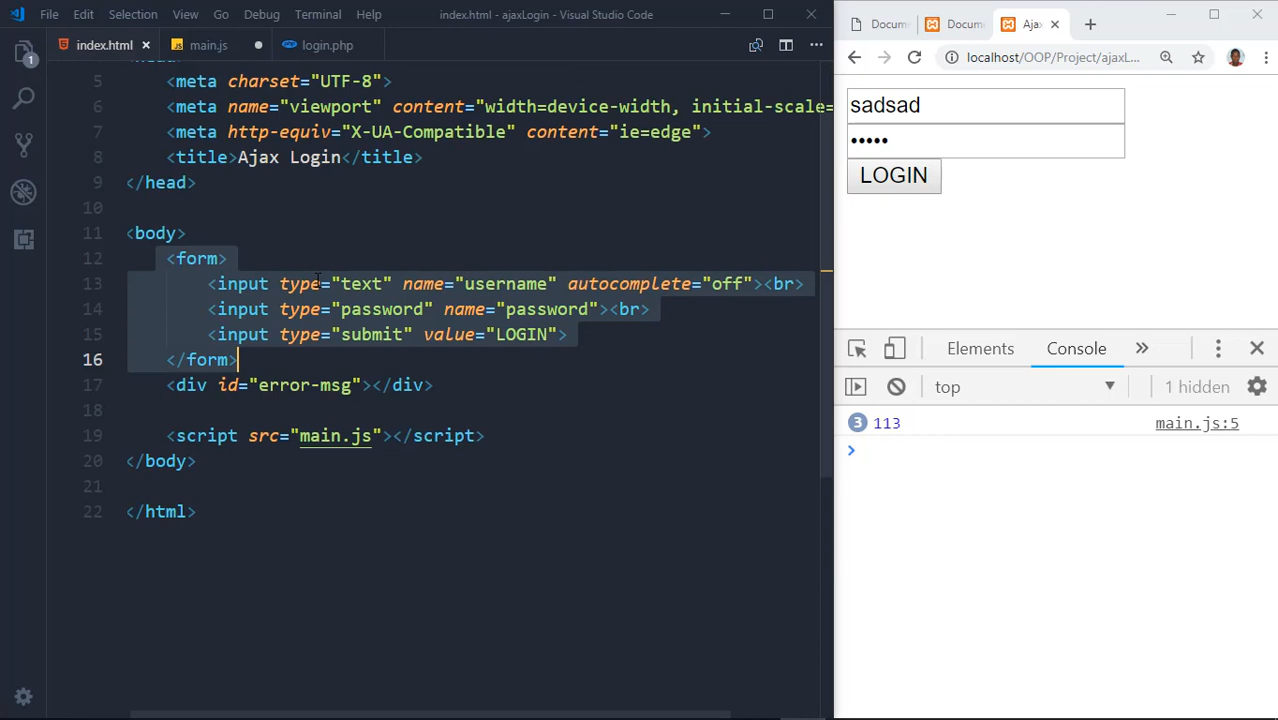 File Edit Selection View Go Debug Terminal Help index.html - ajaxLogin - Visual Studio Code
index.html main.js login.php
5 <meta charset="UTF-8">
6 <meta name="viewport" content="width=device-width, initial-scale=
7 <meta http-equiv="X-UA-Compatible" content="ie=edge">
8 <title>Ajax Login</title>
9 </head>
10
11 <body>
12 <form>
13 <input type="text" name="username" autocomplete="off"><br>
14 <input type="password" name="password"><br>
15 <input type="submit" value="LOGIN">
16 </form>
17 <div id="error-msg"></div>
18
19 <script src="main.js"></script>
20 </body>
21
22 </html>
1
Docum Docum Aja
localhost/OOP/Project/ajaxL...
sadsad
•••••
LOGIN
Elements Console
top 1 hidden
3 113 main.js:5